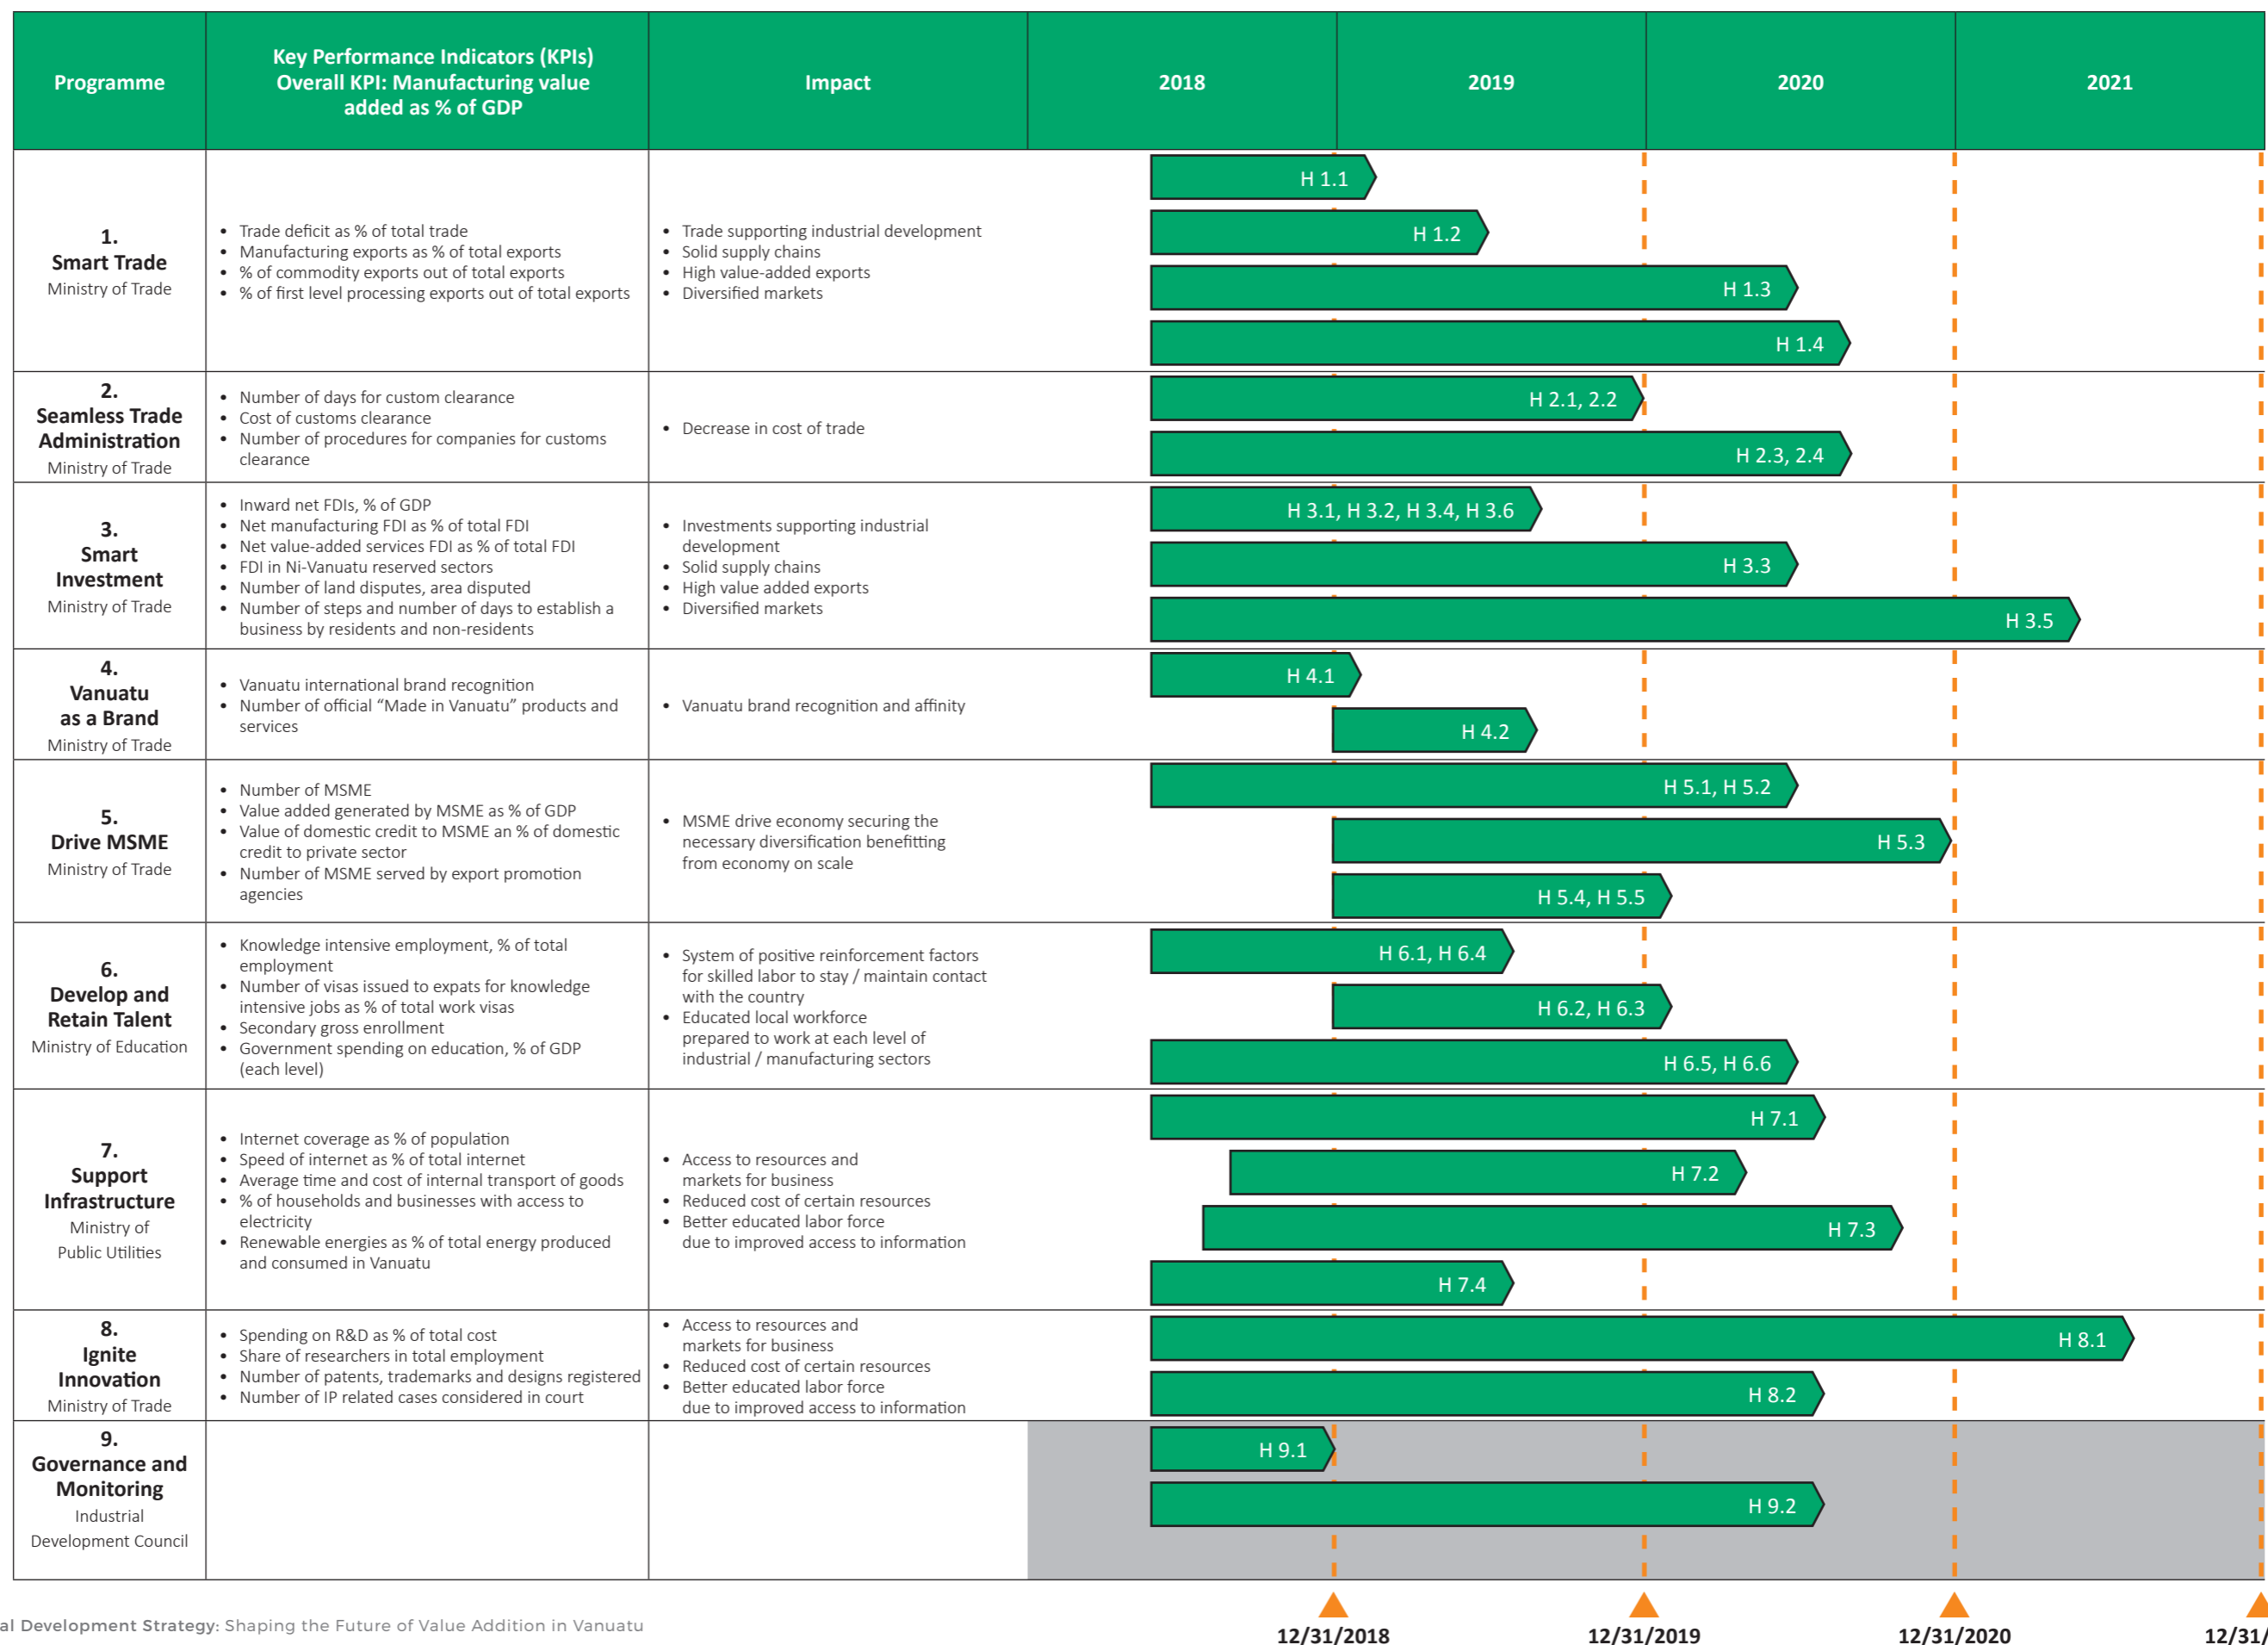 Programme
Key Performance Indicators (KPIs)
Overall KPI: Manufacturing value
added as % of GDP
Impact
2018
2019
2020
2021
1.
Smart Trade
Ministry of Trade
• Trade deficit as % of total trade
• Manufacturing exports as % of total exports
• % of commodity exports out of total exports
• % of first level processing exports out of total exports
• Trade supporting industrial development
• Solid supply chains
• High value-added exports
• Diversified markets
H 1.1
H 1.2
H 1.3
H 1.4
2.
Seamless Trade
Administration
Ministry of Trade
• Number of days for custom clearance
• Cost of customs clearance
• Number of procedures for companies for customs
clearance
• Decrease in cost of trade
H 2.1, 2.2
H 2.3, 2.4
3.
Smart
Investment
Ministry of Trade
• Inward net FDIs, % of GDP
• Net manufacturing FDI as % of total FDI
• Net value-added services FDI as % of total FDI
• FDI in Ni-Vanuatu reserved sectors
• Number of land disputes, area disputed
• Number of steps and number of days to establish a
business by residents and non-residents
• Investments supporting industrial
development
• Solid supply chains
• High value added exports
• Diversified markets
H 3.1, H 3.2, H 3.4, H 3.6
H 3.3
H 3.5
4.
Vanuatu
as a Brand
Ministry of Trade
• Vanuatu international brand recognition
• Number of official “Made in Vanuatu” products and
services
• Vanuatu brand recognition and affinity
H 4.1
H 4.2
5.
Drive MSME
Ministry of Trade
• Number of MSME
• Value added generated by MSME as % of GDP
• Value of domestic credit to MSME an % of domestic
credit to private sector
• Number of MSME served by export promotion
agencies
• MSME drive economy securing the
necessary diversification benefitting
from economy on scale
H 5.1, H 5.2
H 5.3
H 5.4, H 5.5
6.
Develop and
Retain Talent
Ministry of Education
• Knowledge intensive employment, % of total
employment
• Number of visas issued to expats for knowledge
intensive jobs as % of total work visas
• Secondary gross enrollment
• Government spending on education, % of GDP
(each level)
• System of positive reinforcement factors
for skilled labor to stay / maintain contact
with the country
• Educated local workforce
prepared to work at each level of
industrial / manufacturing sectors
H 6.1, H 6.4
H 6.2, H 6.3
H 6.5, H 6.6
7.
Support
Infrastructure
Ministry of
Public Utilities
• Internet coverage as % of population
• Speed of internet as % of total internet
• Average time and cost of internal transport of goods
• % of households and businesses with access to
electricity
• Renewable energies as % of total energy produced
and consumed in Vanuatu
• Access to resources and
markets for business
• Reduced cost of certain resources
• Better educated labor force
due to improved access to information
H 7.1
H 7.2
H 7.3
H 7.4
8.
Ignite
Innovation
Ministry of Trade
• Spending on R&D as % of total cost
• Share of researchers in total employment
• Number of patents, trademarks and designs registered
• Number of IP related cases considered in court
• Access to resources and
markets for business
• Reduced cost of certain resources
• Better educated labor force
due to improved access to information
H 8.1
H 8.2
9.
Governance and
Monitoring
Industrial
Development Council
H 9.1
H 9.2
12/31/2018
12/31/2019
12/31/2020
12/31/
al Development Strategy: Shaping the Future of Value Addition in Vanuatu